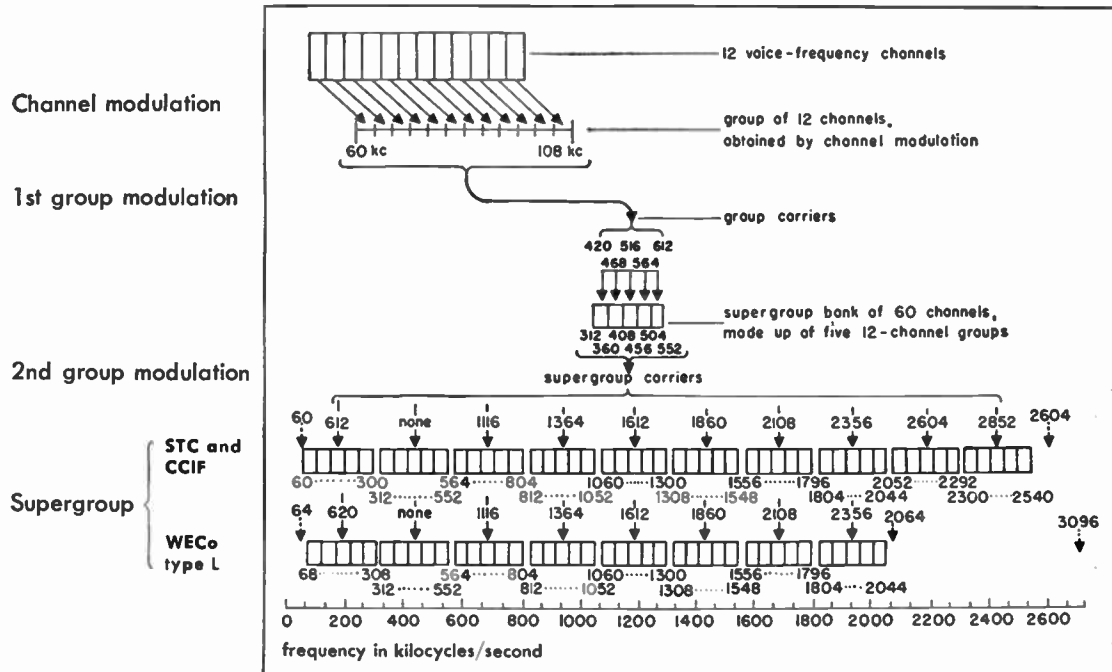 12 voice-frequency channels
Channel modulation
group of 12 channels,
obtained by channel modulation
60 kc 108 kc
1st group modulation
group carriers
420 516 612
468 564
supergroup bank of 60 channels,
made up of five 12-channel groups
312 408 504
360 456 552
2nd group modulation
supergroup carriers
60 612 none 1116 1364 1612 1860 2108 2356 2604 2852 2604
STC and
CCIF
60 300 564 804 1060 1300 1556 1796 2052 2292
312 552 812 1052 1308 1548 1804 2044 2300 2540
Supergroup
64 620 none 1116 1364 1612 1860 2108 2356 2064 3096
WECo
type L
68 308 564 804 1060 1300 1556 1796
312 552 812 1052 1308 1548 1804 2044
0 200 400 600 800 1000 1200 1400 1600 1800 2000 2200 2400 2600
frequency in kilocycles/second